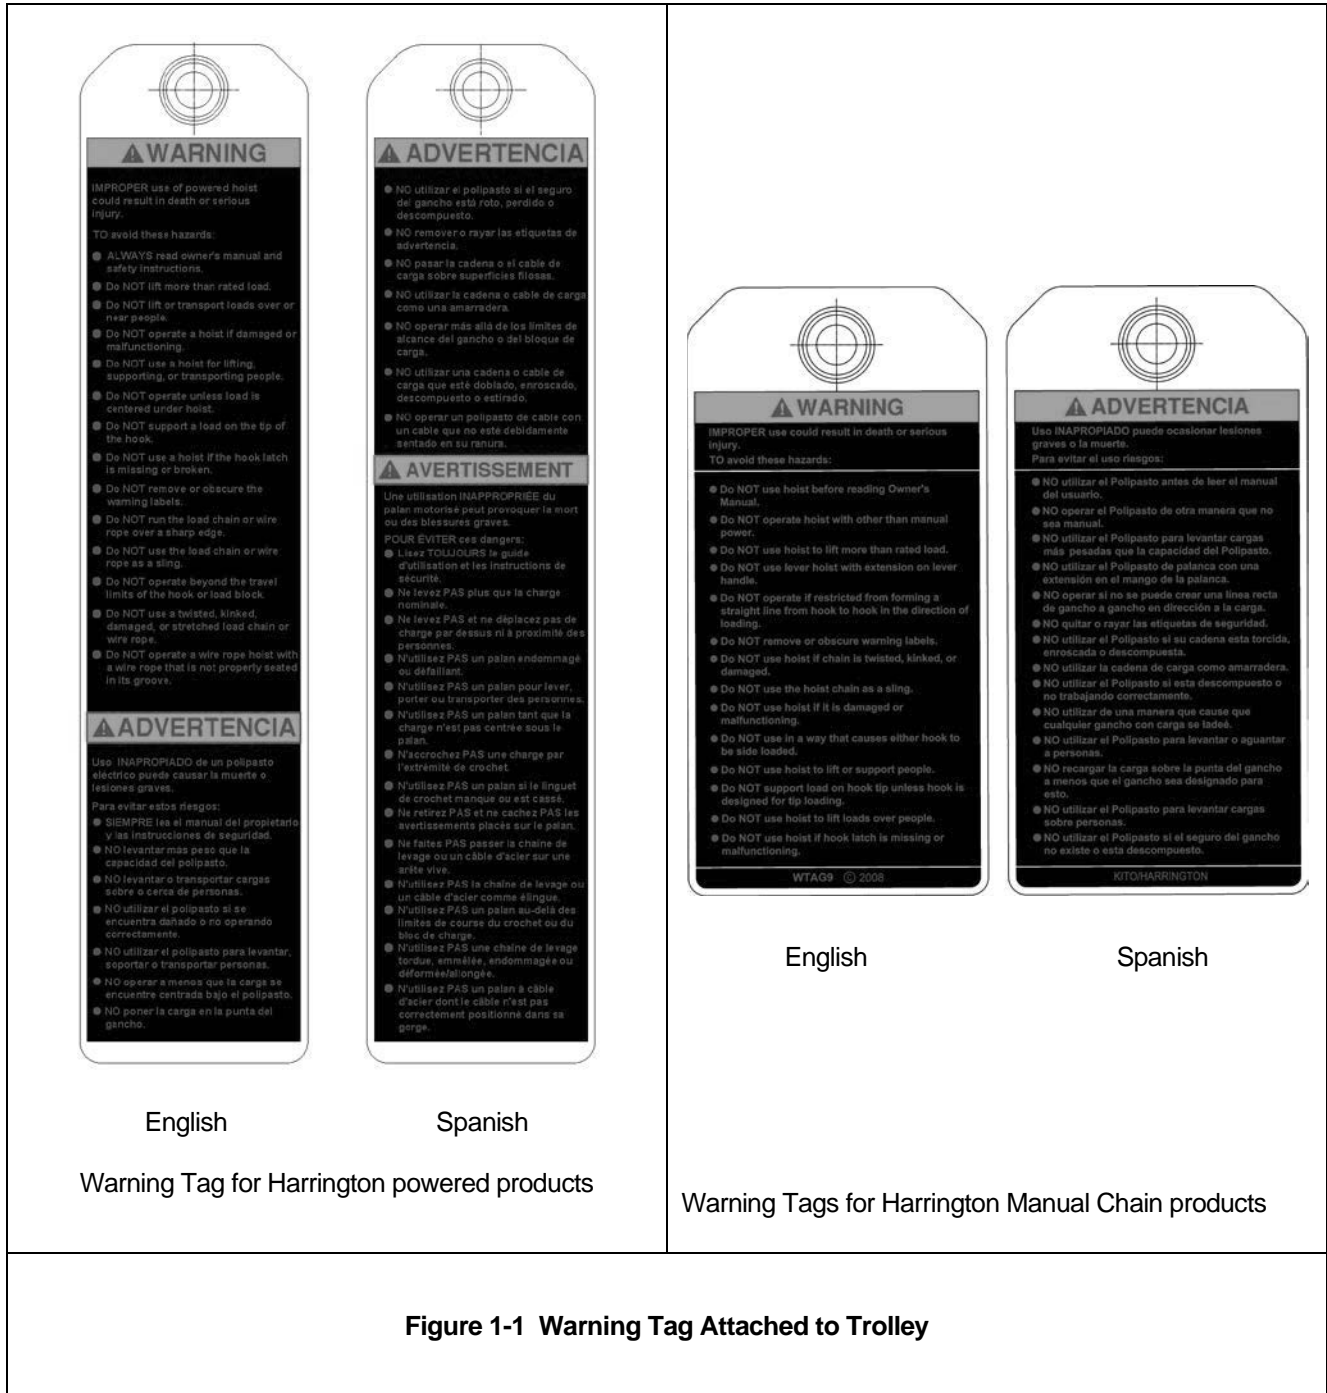 WARNING
IMPROPER use of powered hoist
could result in death or serious
injury.
TO avoid these hazards:
● ALWAYS read owner's manual and
safety instructions.
● Do NOT lift more than rated load.
● Do NOT lift or transport loads over or
near people.
● Do NOT operate a hoist if damaged or
malfunctioning.
● Do NOT use a hoist for lifting,
supporting, or transporting people.
● Do NOT operate unless load is
centered under hoist.
● Do NOT support a load on the tip of
the hook.
● Do NOT use a hoist if the hook latch
is missing or broken.
● Do NOT remove or obscure the
warning labels.
● Do NOT run the load chain or wire
rope over a sharp edge.
● Do NOT use the load chain or wire
rope as a sling.
● Do NOT operate beyond the travel
limits of the hook or load block.
● Do NOT use a twisted, kinked,
damaged, or stretched load chain or
wire rope.
● Do NOT operate a wire rope hoist with
a wire rope that is not properly seated
in its groove.
ADVERTENCIA
Uso INAPROPIADO de un polipasto
eléctrico puede causar la muerte o
lesiones graves.
Para evitar estos riesgos:
● SIEMPRE lea el manual del propietario
y las instrucciones de seguridad.
● NO levantar más peso que la
capacidad del polipasto.
● NO levantar o transportar cargas
sobre o cerca de personas.
● NO utilizar el polipasto si se
encuentra dañado o no operando
correctamente.
● NO utilizar el polipasto para levantar,
soportar o transportar personas.
● NO operar a menos que la carga se
encuentre centrada bajo el polipasto.
● NO poner la carga en la punta del
gancho.
English
ADVERTENCIA
● NO utilizar el polipasto si el seguro
del gancho está roto, perdido o
descompuesto.
● NO remover o rayar las etiquetas de
advertencia.
● NO pasar la cadena o el cable de
carga sobre superficies filosas.
● NO utilizar la cadena o cable de carga
como una amarradera.
● NO operar más allá de los límites de
alcance del gancho o del bloque de
carga.
● NO utilizar una cadena o cable de
carga que esté doblado, enroscado,
descompuesto o estirado.
● NO operar un polipasto de cable con
un cable que no esté debidamente
sentado en su ranura.
AVERTISSEMENT
Une utilisation INAPPROPRIÉE du
palan motorisé peut provoquer la mort
ou des blessures graves.
POUR ÉVITER ces dangers:
● Lisez TOUJOURS le guide
d'utilisation et les instructions de
sécurité.
● Ne levez PAS plus que la charge
nominale.
● Ne levez PAS et ne déplacez pas de
charge par dessus ni à proximité des
personnes.
● N'utilisez PAS un palan endommagé
ou défaillant.
● N'utilisez PAS un palan pour lever,
porter ou transporter des personnes.
● N'utilisez PAS un palan tant que la
charge n'est pas centrée sous le
palan.
● N'accrochez PAS une charge par
l'extrémité de crochet.
● N'utilisez PAS un palan si le linguet
de crochet manque ou est cassé.
● Ne retirez PAS et ne cachez PAS les
avertissements placés sur le palan.
● Ne faites PAS passer la chaîne de
levage ou un câble d'acier sur une
arête vive.
● N'utilisez PAS la chaîne de levage ou
un câble d'acier comme élingue.
● N'utilisez PAS un palan au-delà des
limites de course du crochet ou du
bloc de charge.
● N'utilisez PAS une chaîne de levage
tordue, emmêlée, endommagée ou
déformée/allongée.
● N'utilisez PAS un palan à câble
d'acier dont le câble n'est pas
correctement positionné dans sa
gorge.
Spanish
Warning Tag for Harrington powered products
WARNING
IMPROPER use could result in death or serious
injury.
TO avoid these hazards:
● Do NOT use hoist before reading Owner's
Manual.
● Do NOT operate hoist with other than manual
power.
● Do NOT use hoist to lift more than rated load.
● Do NOT use lever hoist with extension on lever
handle.
● Do NOT operate if restricted from forming a
straight line from hook to hook in the direction of
loading.
● Do NOT remove or obscure warning labels.
● Do NOT use hoist if chain is twisted, kinked, or
damaged.
● Do NOT use the hoist chain as a sling.
● Do NOT use hoist if it is damaged or
malfunctioning.
● Do NOT use in a way that causes either hook to
be side loaded.
● Do NOT use hoist to lift or support people.
● Do NOT support load on hook tip unless hook is
designed for tip loading.
● Do NOT use hoist to lift loads over people.
● Do NOT use hoist if hook latch is missing or
malfunctioning.
WTAG9 © 2008
English
ADVERTENCIA
Uso INAPROPIADO puede ocasionar lesiones
graves o la muerte.
Para evitar el uso riesgos:
● NO utilizar el Polipasto antes de leer el manual
del usuario.
● NO operar el Polipasto de otra manera que no
sea manual.
● NO utilizar el Polipasto para levantar cargas
más pesadas que la capacidad del Polipasto.
● NO utilizar el Polipasto de palanca con una
extensión en el mango de la palanca.
● NO operar si no se puede crear una línea recta
de gancho a gancho en dirección a la carga.
● NO quitar o rayar las etiquetas de seguridad.
● NO utilizar el Polipasto si su cadena esta torcida,
enroscada o descompuesta.
● NO utilizar la cadena de carga como amarradera.
● NO utilizar el Polipasto si esta descompuesto o
no trabajando correctamente.
● NO utilizar de una manera que cause que
cualquier gancho con carga se ladeé.
● NO utilizar el Polipasto para levantar o aguantar
a personas.
● NO recargar la carga sobre la punta del gancho
a menos que el gancho sea designado para
esto.
● NO utilizar el Polipasto para levantar cargas
sobre personas.
● NO utilizar el Polipasto si el seguro del gancho
no existe o esta descompuesto.
KITO/HARRINGTON
Spanish
Warning Tags for Harrington Manual Chain products
Figure 1-1 Warning Tag Attached to Trolley